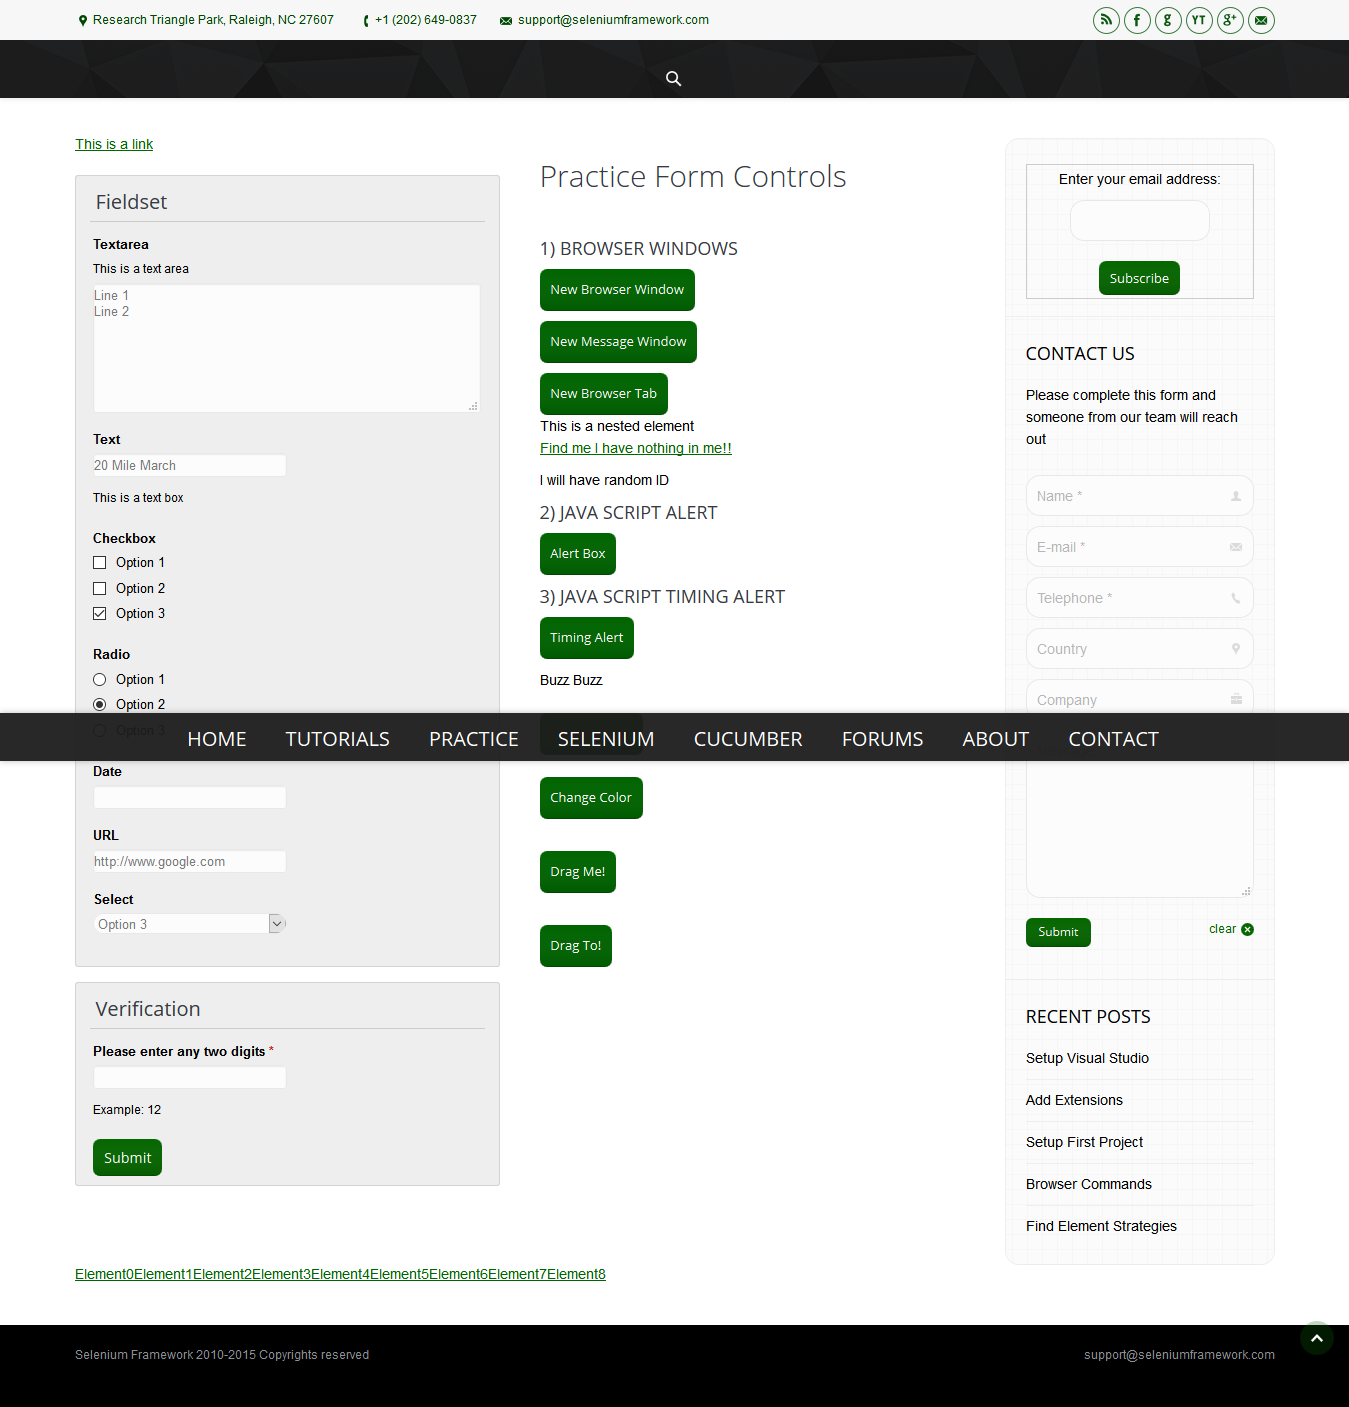 Research Triangle Park, Raleigh, NC 27607
+1 (202) 649-0837
support@seleniumframework.com
YT
This is a link
Fieldset
Textarea
This is a text area
Line 1
Line 2
Text
20 Mile March
This is a text box
Checkbox
Option 1
Option 2
Option 3
Radio
Option 1
Option 2
Option 3
Date
URL
http://www.google.com
Select
Option 3
Verification
Please enter any two digits *
Example: 12
Submit
Practice Form Controls
1) BROWSER WINDOWS
New Browser Window
New Message Window
New Browser Tab
This is a nested element
Find me I have nothing in me!!
I will have random ID
2) JAVA SCRIPT ALERT
Alert Box
3) JAVA SCRIPT TIMING ALERT
Timing Alert
Buzz Buzz
HOME TUTORIALS PRACTICE SELENIUM CUCUMBER FORUMS ABOUT CONTACT
Change Color
Drag Me!
Drag To!
Enter your email address:
Subscribe
CONTACT US
Please complete this form and
someone from our team will reach
out
Name *
E-mail *
Telephone *
Country
Company
Submit
clear
RECENT POSTS
Setup Visual Studio
Add Extensions
Setup First Project
Browser Commands
Find Element Strategies
Element0Element1Element2Element3Element4Element5Element6Element7Element8
Selenium Framework 2010-2015 Copyrights reserved
support@seleniumframework.com